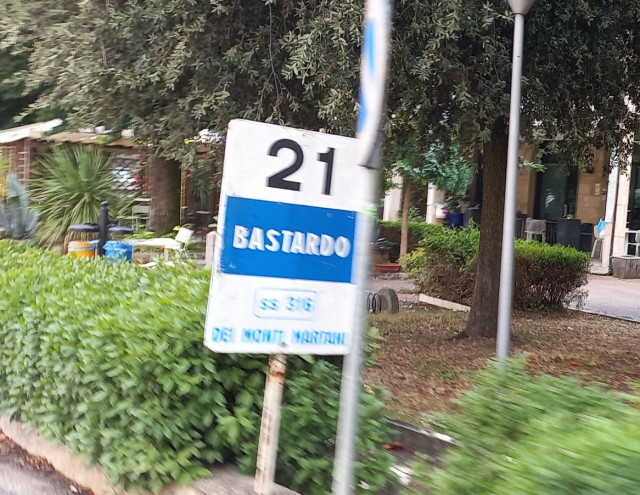 21
BASTARDO
SS 316
DEI MONTI MARTANI